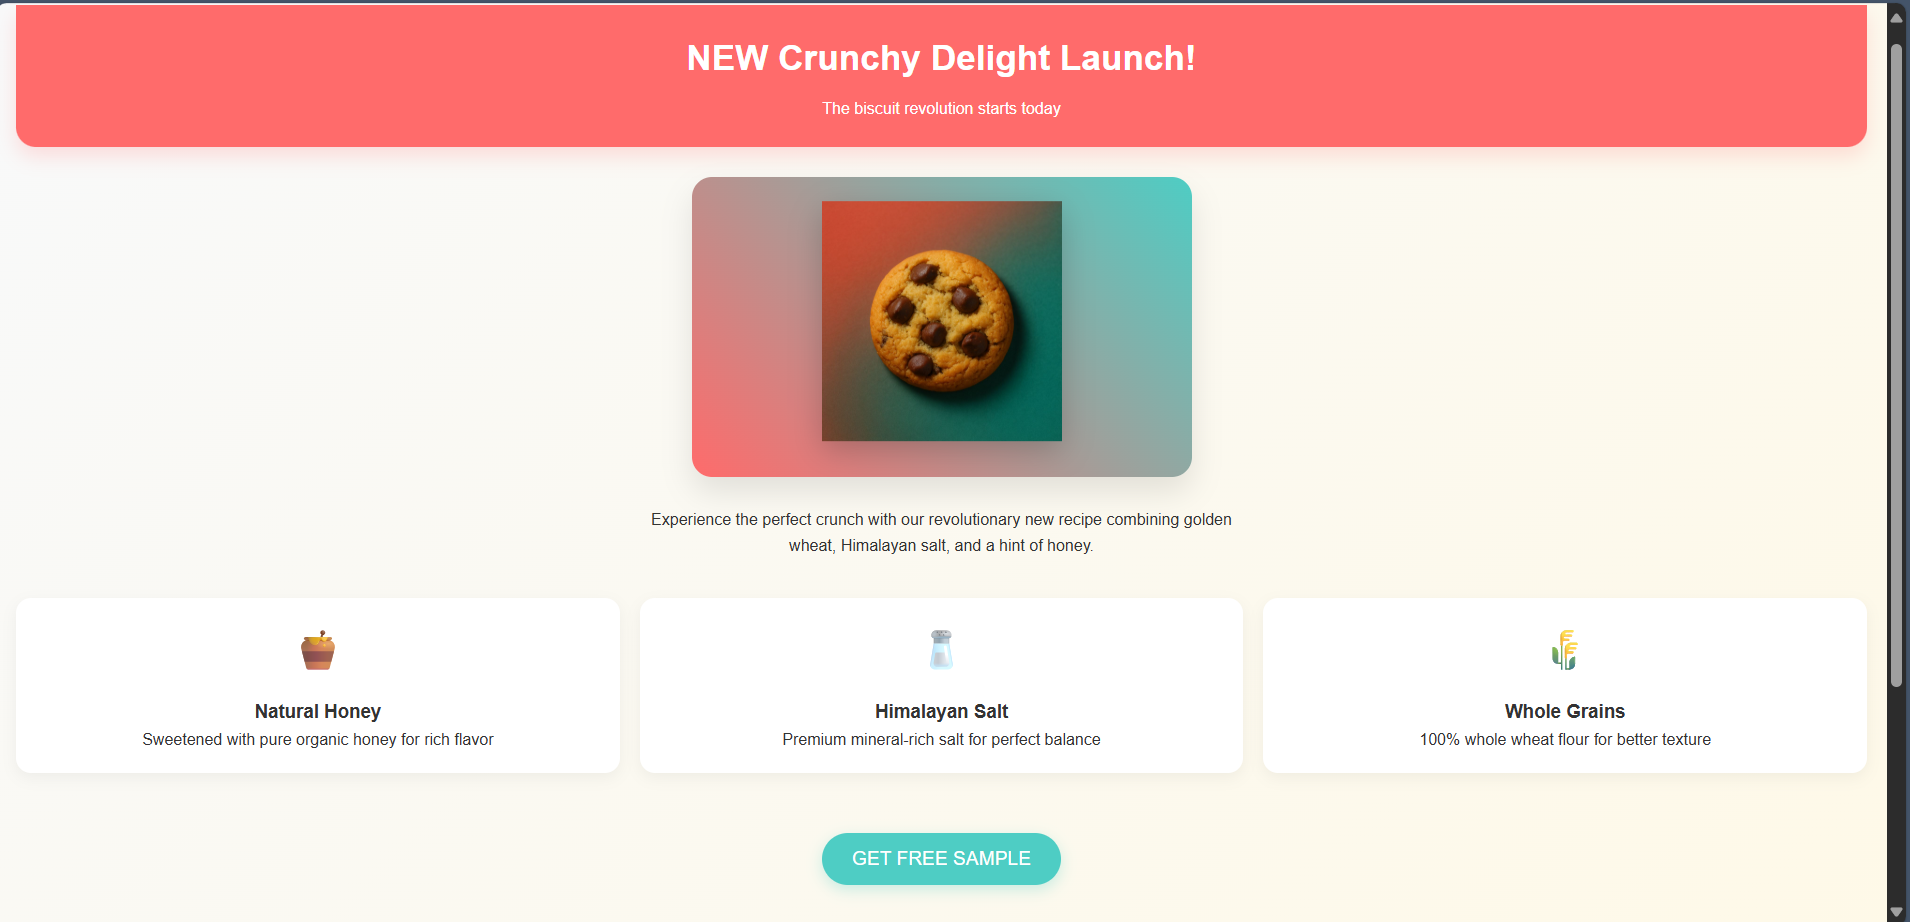 NEW Crunchy Delight Launch!
The biscuit revolution starts today
Experience the perfect crunch with our revolutionary new recipe combining golden
wheat, Himalayan salt, and a hint of honey.
Natural Honey
Sweetened with pure organic honey for rich flavor
Himalayan Salt
Premium mineral-rich salt for perfect balance
Whole Grains
100% whole wheat flour for better texture
GET FREE SAMPLE